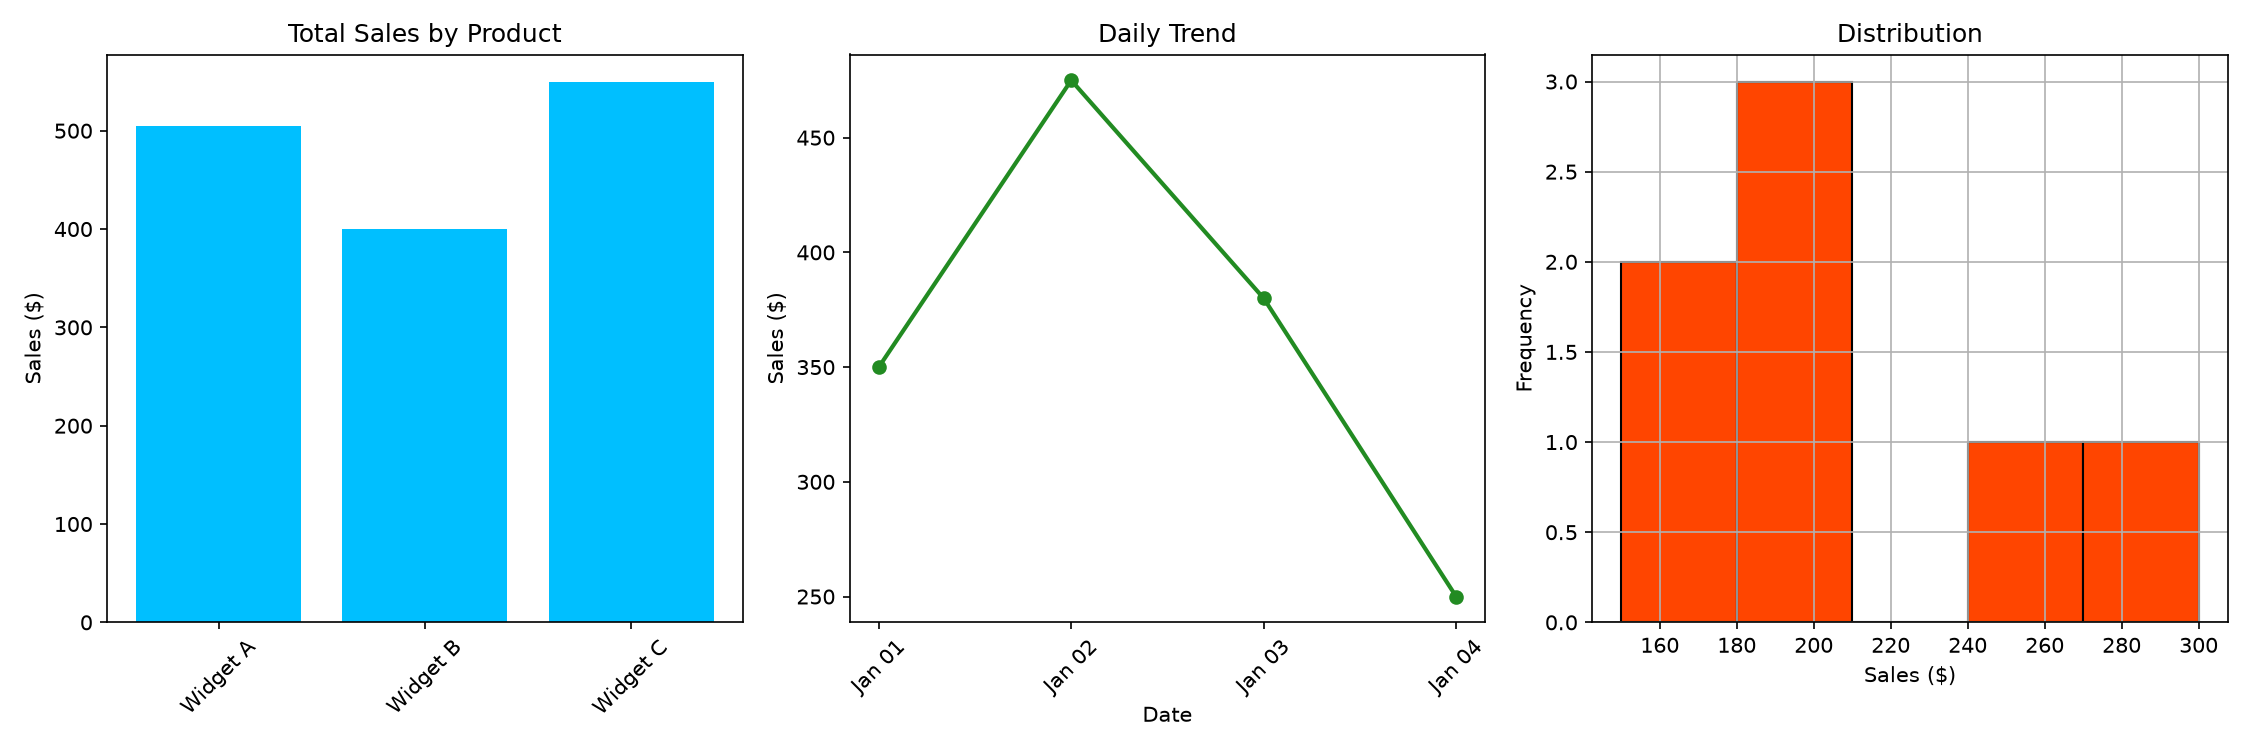 Total Sales by Product
Sales ($)
500
400
300
200
100
0
Widget A
Widget B
Widget C
Daily Trend
Sales ($)
450
400
350
300
250
Jan 01
Jan 02
Jan 03
Jan 04
Date
Distribution
Frequency
3.0
2.5
2.0
1.5
1.0
0.5
0.0
160 180 200 220 240 260 280 300
Sales ($)